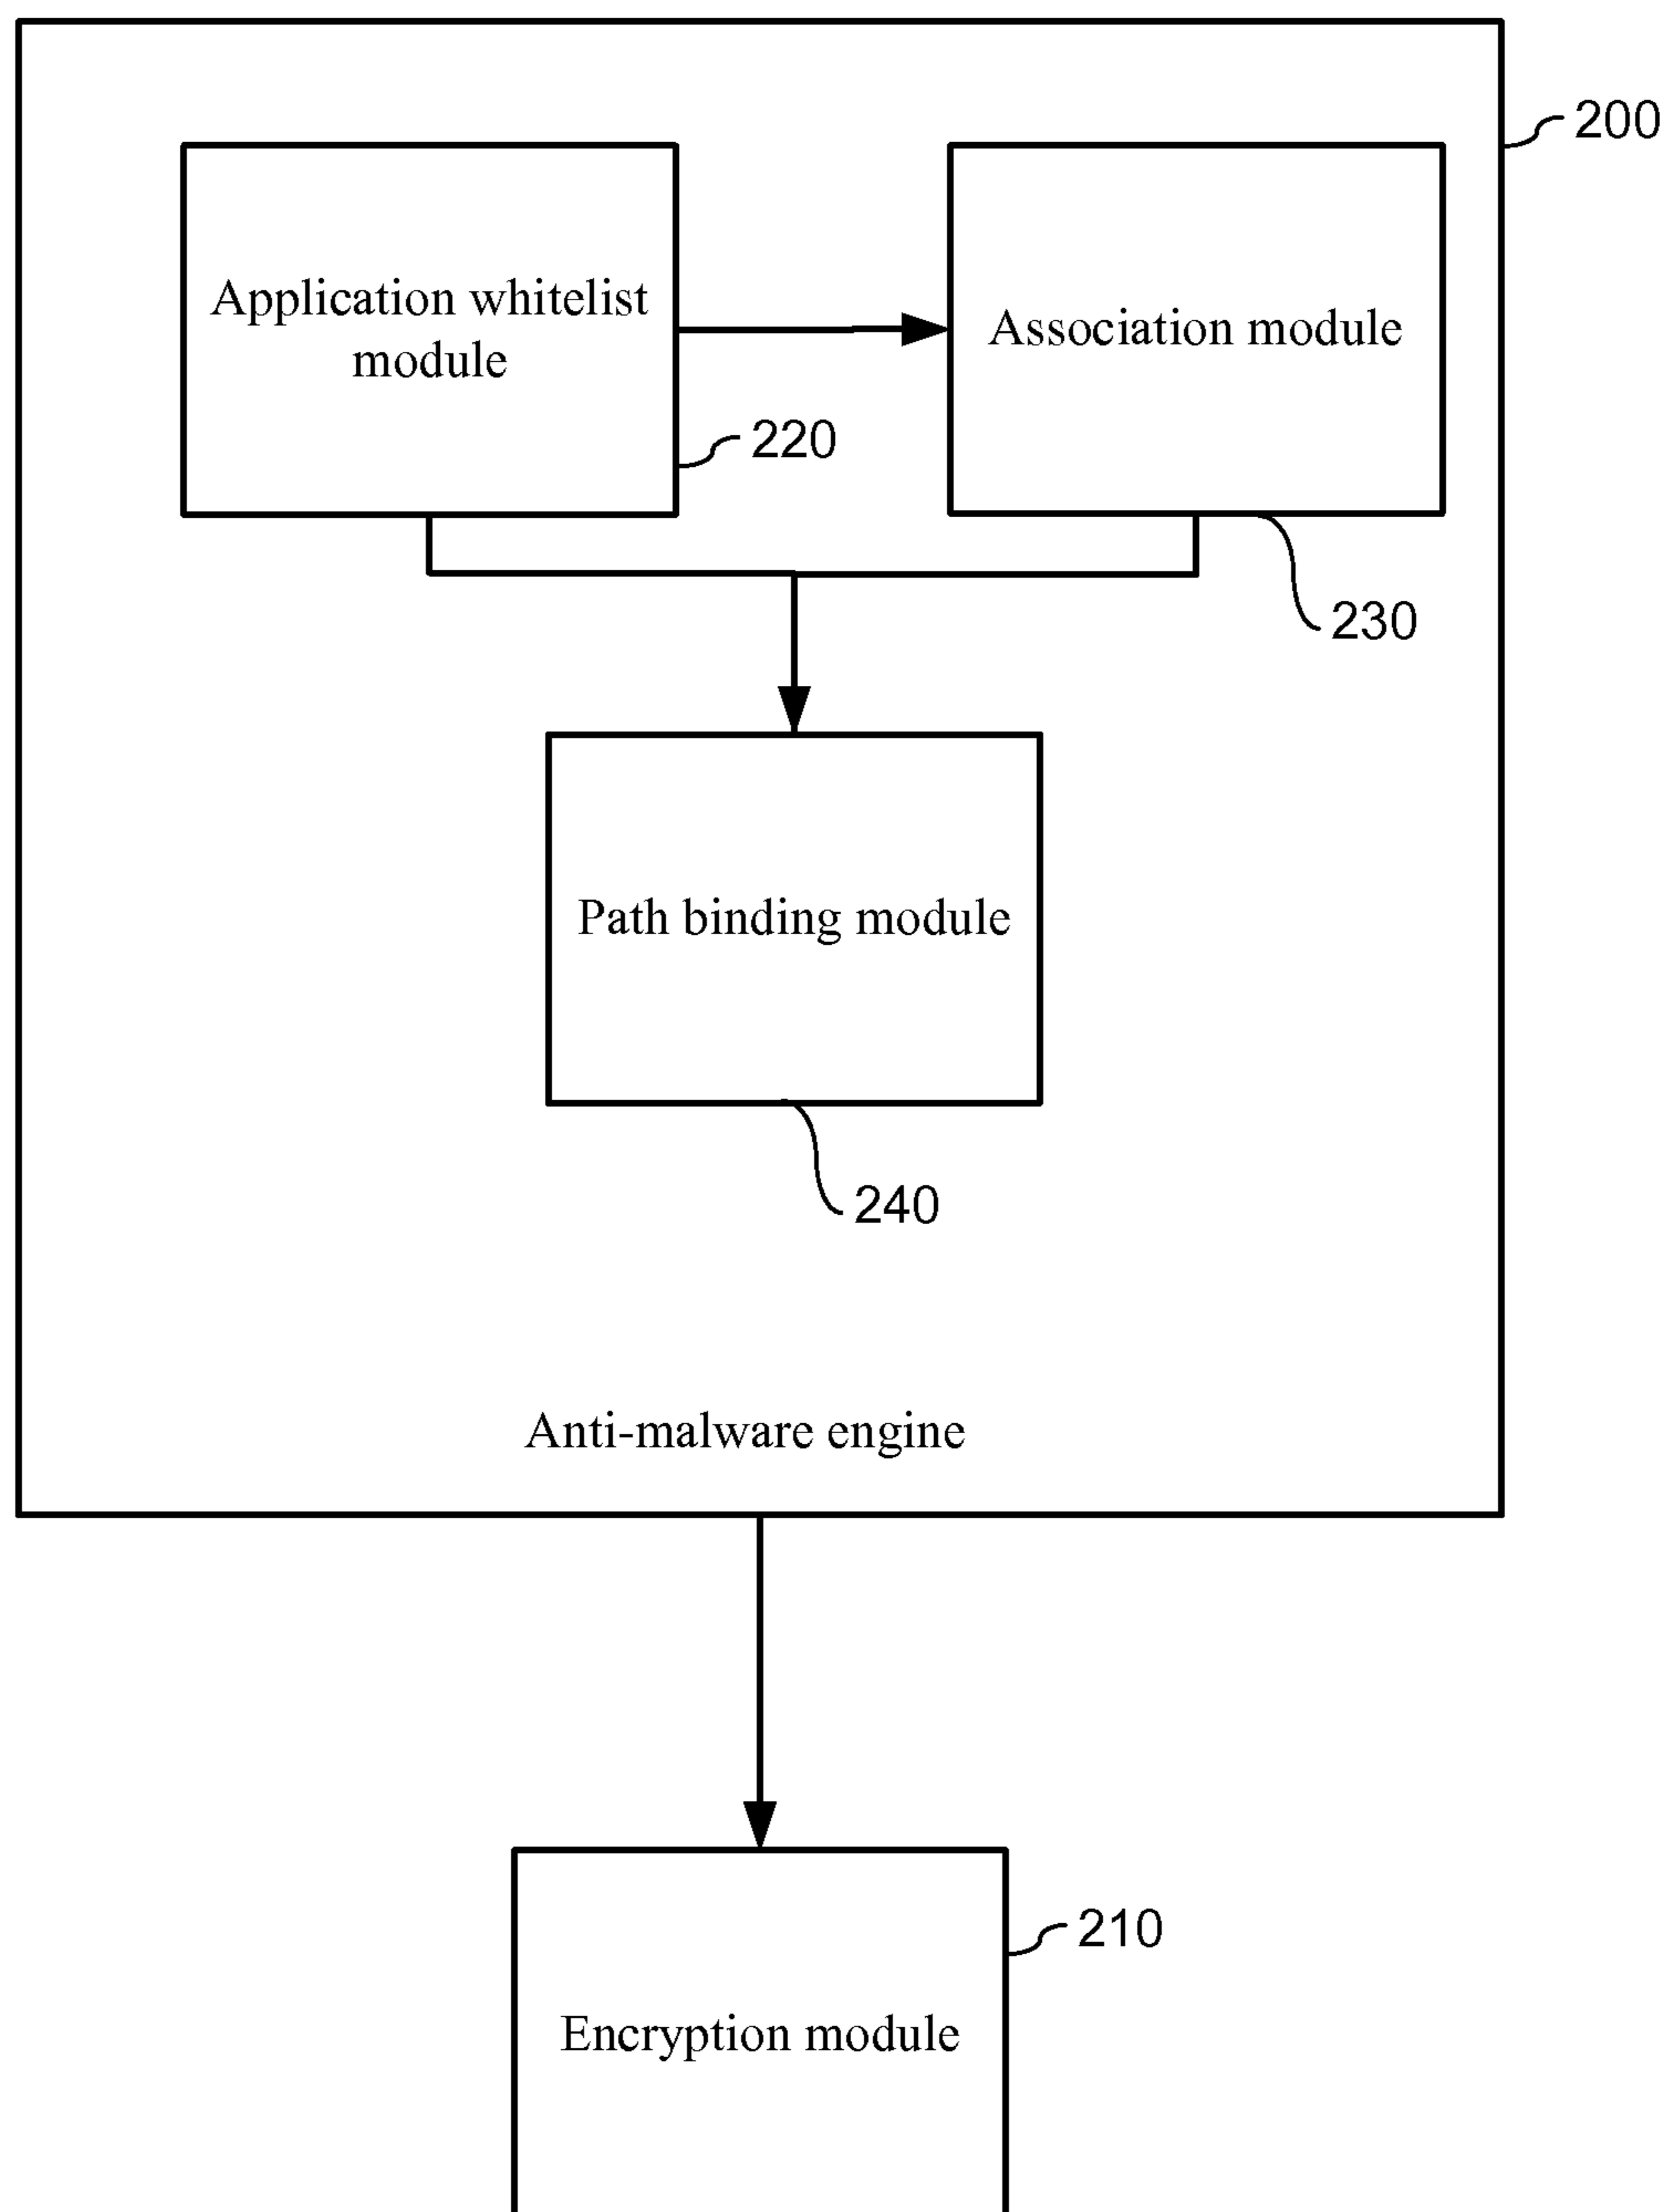 200
Application whitelist
module
Association module
220
230
Path binding module
240
Anti-malware engine
210
Encryption module